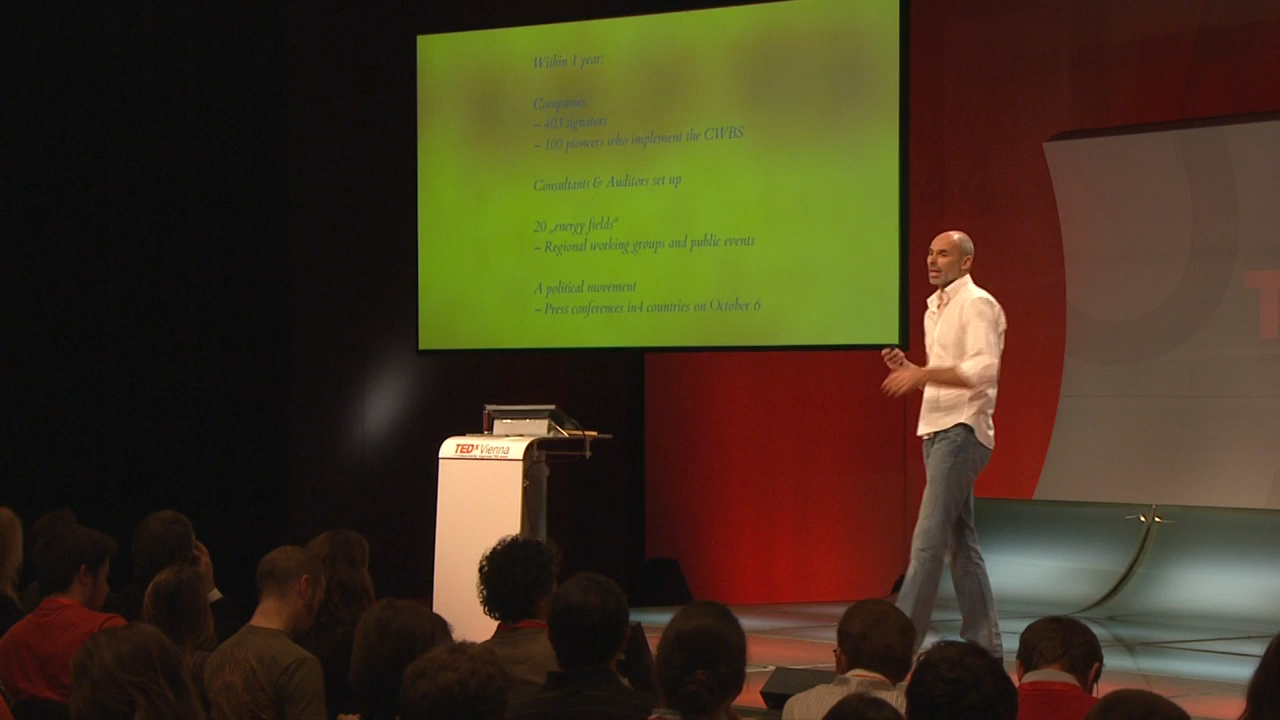 Within 1 year:
Companies:
– 403 signators
– 100 pioneers who implement the CWBS
Consultants & Auditors set up
20 „energy fields“
– Regional working groups and public events
A political movement
– Press conferences in4 countries on October 6
TEDxVienna